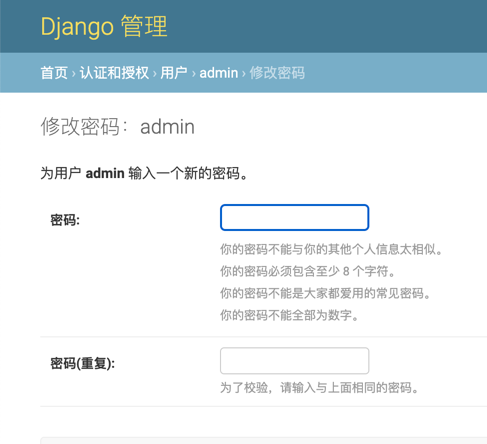 Django 管理
首页 › 认证和授权 › 用户 › admin › 修改密码
修改密码：admin
为用户 admin 输入一个新的密码。
密码:
你的密码不能与你的其他个人信息太相似。
你的密码必须包含至少 8 个字符。
你的密码不能是大家都爱用的常见密码。
你的密码不能全部为数字。
密码(重复):
为了校验，请输入与上面相同的密码。